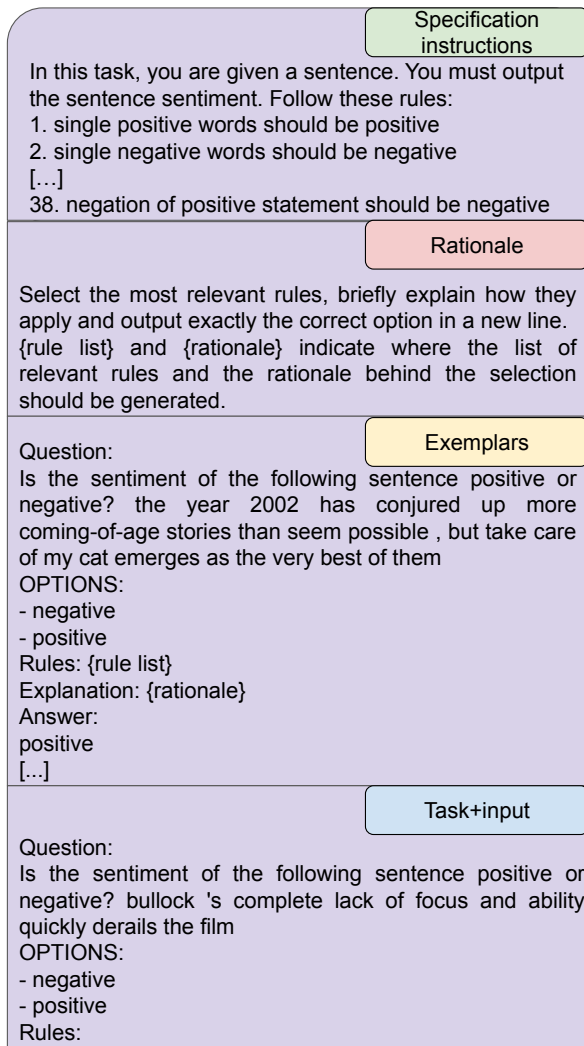 Specification
instructions
In this task, you are given a sentence. You must output
the sentence sentiment. Follow these rules:
1. single positive words should be positive
2. single negative words should be negative
[...]
38. negation of positive statement should be negative
Rationale
Select the most relevant rules, briefly explain how they
apply and output exactly the correct option in a new line.
{rule list} and {rationale} indicate where the list of
relevant rules and the rationale behind the selection
should be generated.
Exemplars
Question:
Is the sentiment of the following sentence positive or
negative? the year 2002 has conjured up more
coming-of-age stories than seem possible , but take care
of my cat emerges as the very best of them
OPTIONS:
- negative
- positive
Rules: {rule list}
Explanation: {rationale}
Answer:
positive
[...]
Task+input
Question:
Is the sentiment of the following sentence positive or
negative? bullock 's complete lack of focus and ability
quickly derails the film
OPTIONS:
- negative
- positive
Rules: